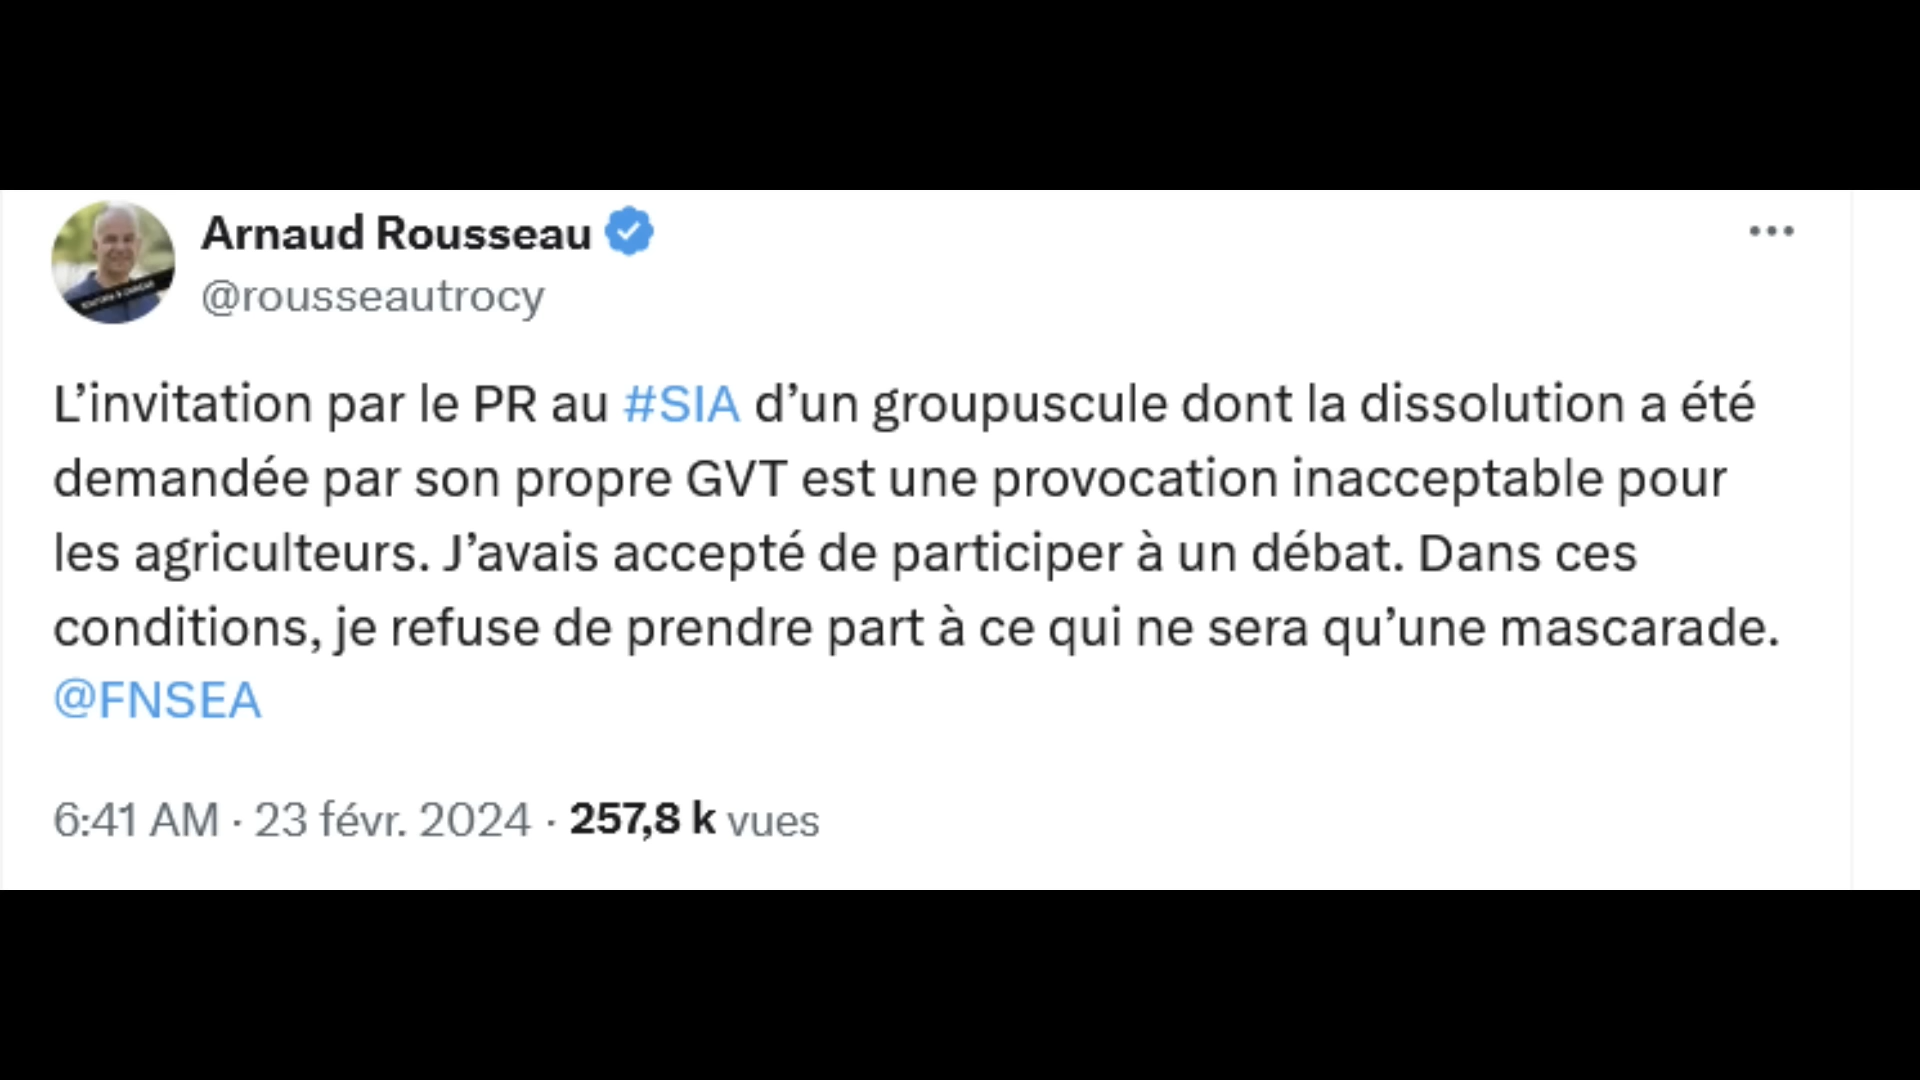 Arnaud Rousseau
@rousseautrocy
L’invitation par le PR au #SIA d’un groupuscule dont la dissolution a été
demandée par son propre GVT est une provocation inacceptable pour
les agriculteurs. J’avais accepté de participer à un débat. Dans ces
conditions, je refuse de prendre part à ce qui ne sera qu’une mascarade.
@FNSEA
6:41 AM · 23 févr. 2024 · 257,8 k vues